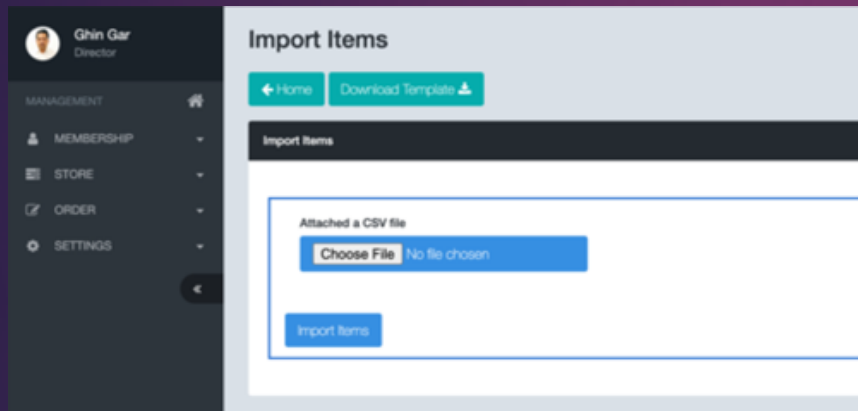 Ghin Gar
Director
MANAGEMENT
MEMBERSHIP
STORE
ORDER
SETTINGS
Import Items
Home
Download Template
Import Items
Attached a CSV file
Choose File No file chosen
Import Items